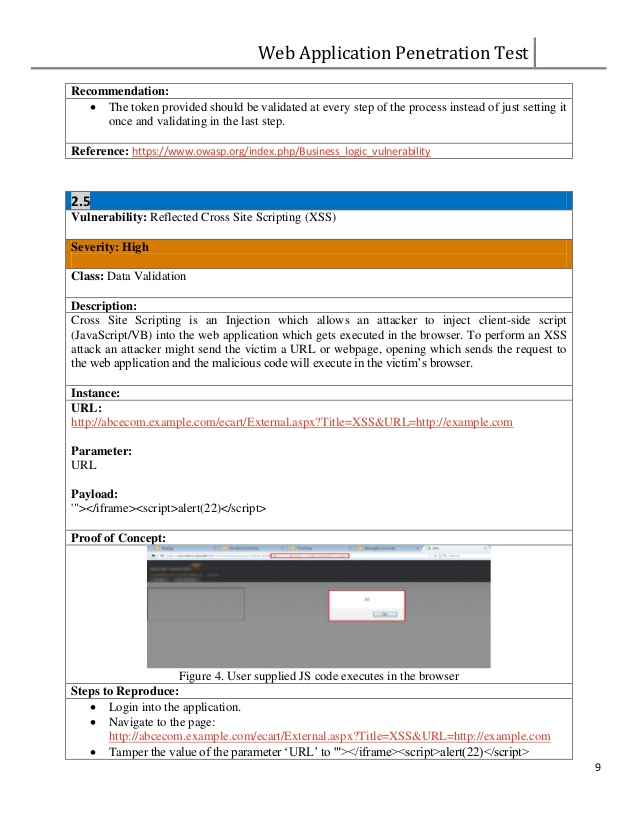 Web Application Penetration Test
Recommendation:
• The token provided should be validated at every step of the process instead of just setting it
once and validating in the last step.
Reference: https://www.owasp.org/index.php/Business_logic_vulnerability
2.5
Vulnerability: Reflected Cross Site Scripting (XSS)
Severity: High
Class: Data Validation
Description:
Cross Site Scripting is an Injection which allows an attacker to inject client-side script
(JavaScript/VB) into the web application which gets executed in the browser. To perform an XSS
attack an attacker might send the victim a URL or webpage, opening which sends the request to
the web application and the malicious code will execute in the victim's browser.
Instance:
URL:
http://abcecom.example.com/ecart/External.aspx?Title=XSS&URL=http://example.com
Parameter:
URL
Payload:
'"></iframe><script>alert(22)</script>
Proof of Concept:
Figure 4. User supplied JS code executes in the browser
Steps to Reproduce:
• Login into the application.
• Navigate to the page:
http://abcecom.example.com/ecart/External.aspx?Title=XSS&URL=http://example.com
• Tamper the value of the parameter ‘URL’ to '"></iframe><script>alert(22)</script>
9